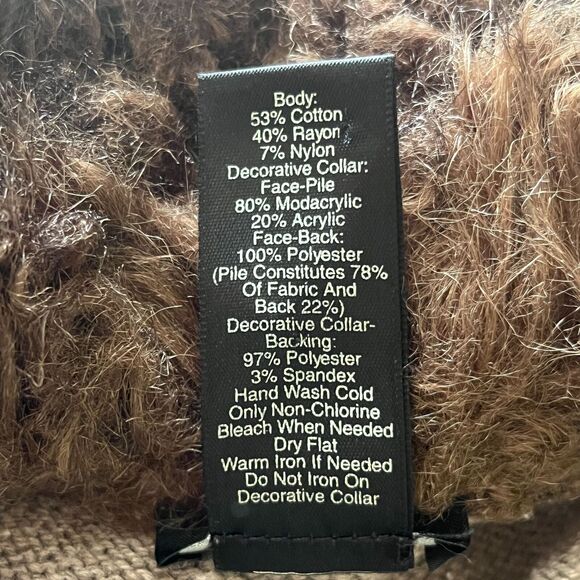 Body:
53% Cotton
40% Rayon
7% Nylon
Decorative Collar:
Face-Pile
80% Modacrylic
20% Acrylic
Face-Back:
100% Polyester
(Pile Constitutes 78%
Of Fabric And
Back 22%)
Decorative Collar-
Backing:
97% Polyester
3% Spandex
Hand Wash Cold
Only Non-Chlorine
Bleach When Needed
Dry Flat
Warm Iron If Needed
Do Not Iron On
Decorative Collar